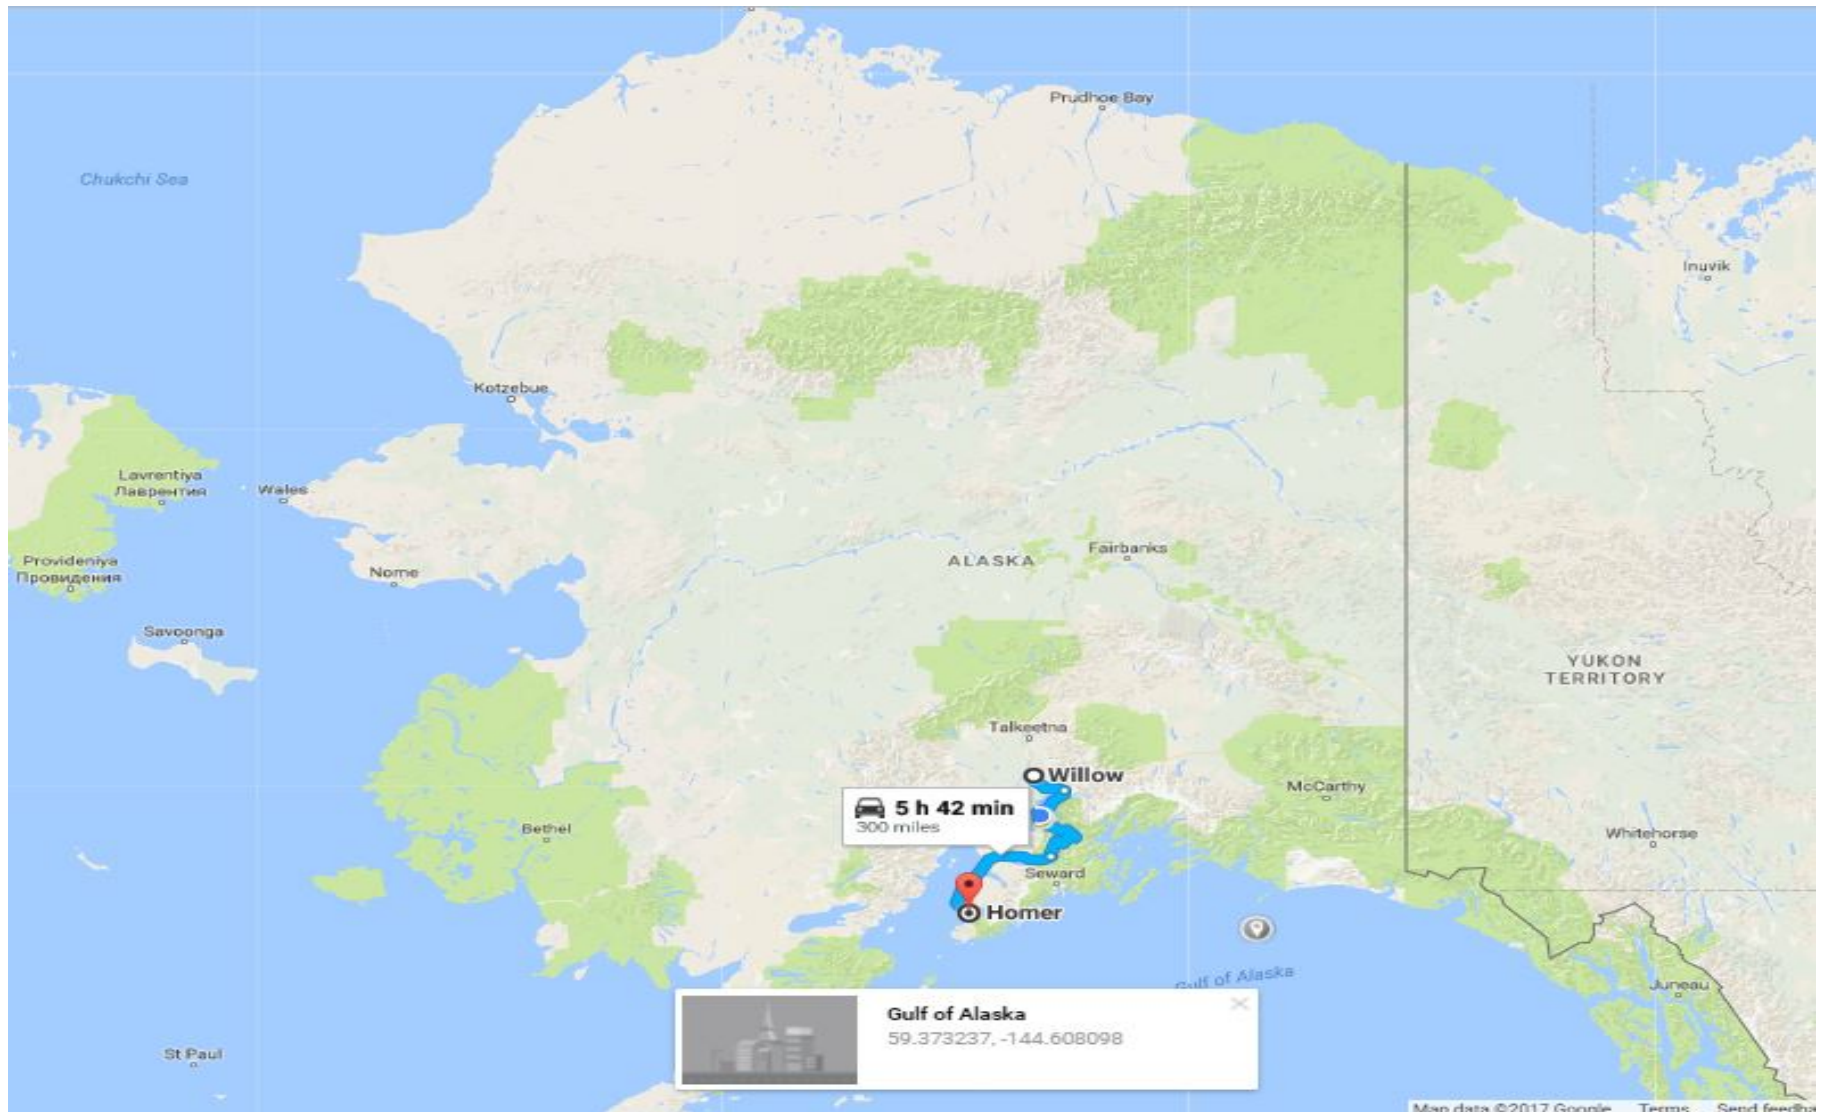 Prudhoe Bay
Chukchi Sea
Inuvik
Kotzebue
Lavrentiya
Лаврентия
Wales
Fairbanks
ALASKA
Provideniya
Провидения
Nome
Savoonga
YUKON
TERRITORY
Talkeetna
Willow
McCarthy
5 h 42 min
300 miles
Bethel
Whitehorse
Seward
Homer
Gulf of Alaska
Juneau
Gulf of Alaska
59.373237, -144.608098
St Paul
Map data ©2017 Google Terms Send